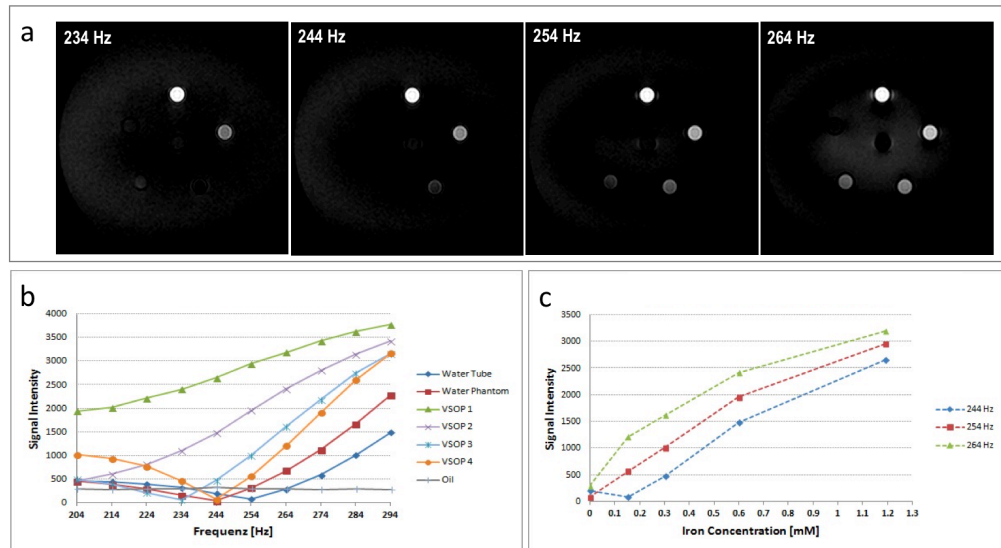 a
234 Hz
244 Hz
254 Hz
264 Hz
b
4000
3500
3000
2500
2000
1500
1000
500
0
Signal Intensity
204 214 224 234 244 254 264 274 284 294
Frequenz [Hz]
Water Tube
Water Phantom
VSOP 1
VSOP 2
VSOP 3
VSOP 4
Oil
c
3500
3000
2500
2000
1500
1000
500
0
Signal Intensity
0 0.1 0.2 0.3 0.4 0.5 0.6 0.7 0.8 0.9 1 1.1 1.2 1.3
Iron Concentration [mM]
244 Hz
254 Hz
264 Hz